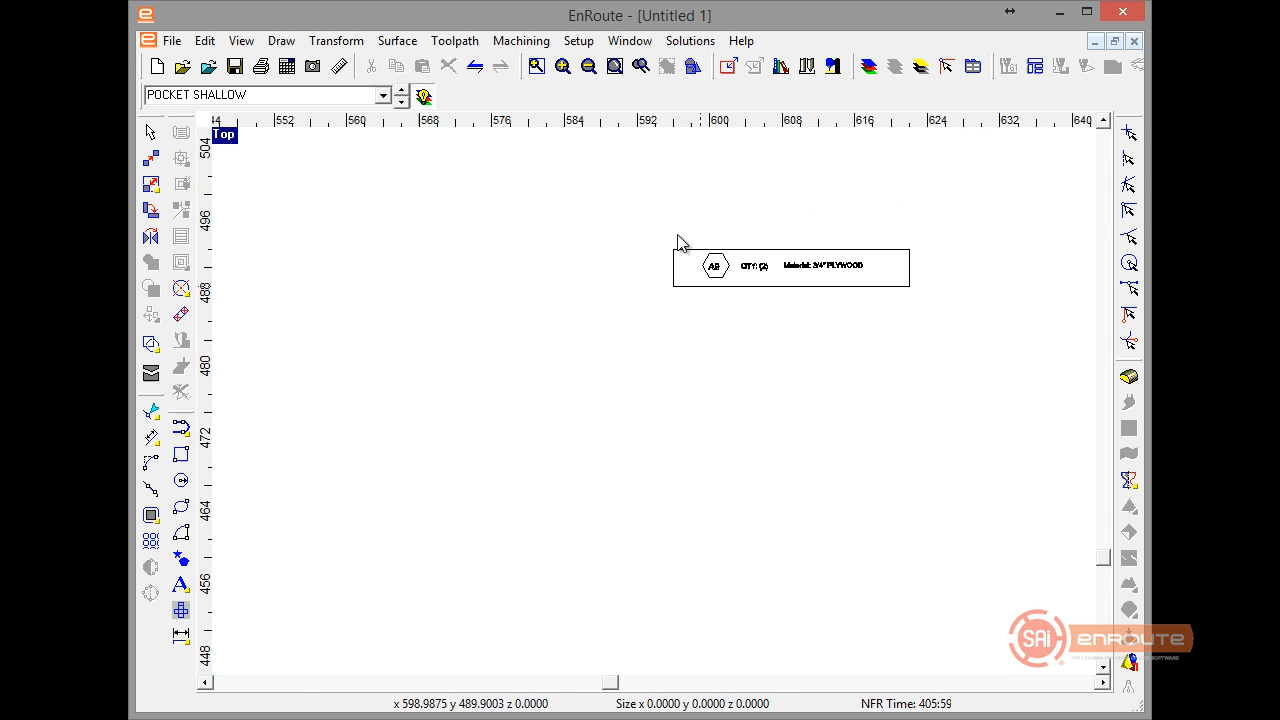 EnRoute - [Untitled 1]
File Edit View Draw Transform Surface Toolpath Machining Setup Window Solutions Help
POCKET SHALLOW
44 552 560 568 576 584 592 600 608 616 624 632 640
Top
504
496
488
480
472
464
456
448
QTY: (2) Material: 3/4" PLYWOOD
SAi ENROUTE
x 598.9875 y 489.9003 z 0.0000 Size x 0.0000 y 0.0000 z 0.0000 NFR Time: 405:59